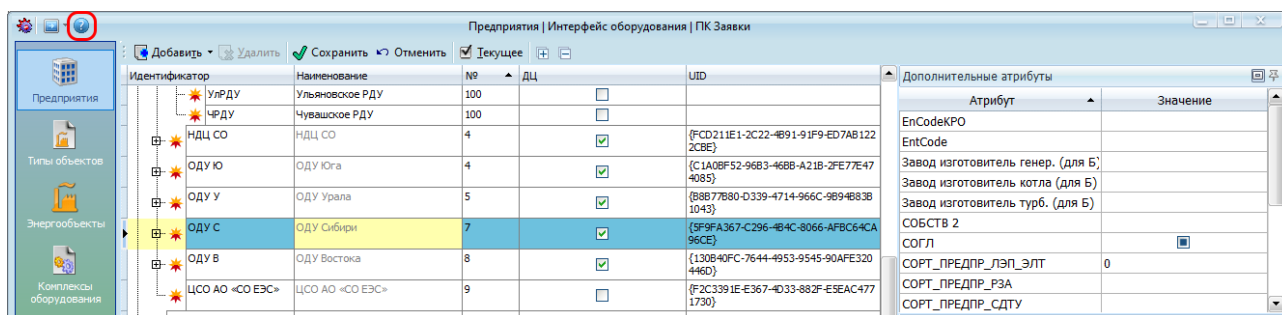 Предприятия | Интерфейс оборудования | ПК Заявки
Добавить Удалить Сохранить Отменить Текущее
Предприятия
Типы объектов
Энергообъекты
Комплексы
оборудования
Идентификатор Наименование № ДЦ UID
УлРДУ Ульяновское РДУ 100
ЧРДУ Чувашское РДУ 100
НДЦ СО НДЦ СО 4 {FCD211E1-2C22-4B91-91F9-ED7AB122
2CBE}
ОДУ Ю ОДУ Юга 4 {C1A0BF52-96B3-46BB-A21B-2FE77E47
4085}
ОДУ У ОДУ Урала 5 {B8B77B80-D339-4714-966C-9B94B83B
1043}
ОДУ С ОДУ Сибири 7 {5F9FA367-C296-4B4C-8066-AFBC64CA
96CE}
ОДУ В ОДУ Востока 8 {130B40FC-7644-4953-9545-90AFE320
446D}
ЦСО АО «СО ЕЭС» ЦСО АО «СО ЕЭС» 9 {F2C3391E-E367-4D33-882F-E5EAC477
1730}
Дополнительные атрибуты
Атрибут Значение
EnCodeKPO
EntCode
Завод изготовитель генер. (для Б)
Завод изготовитель котла (для Б)
Завод изготовитель турб. (для Б)
СОБСТВ 2
СОГЛ
СОРТ_ПРЕДПР_ЛЭП_ЭЛТ 0
СОРТ_ПРЕДПР_РЗА
СОРТ_ПРЕДПР_СДТУ